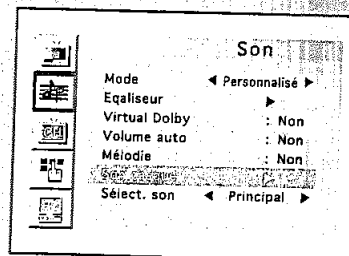 Son
Mode ◀ Personnalisé ▶
Eqaliseur ▶
Virtual Dolby : Non
Volume auto : Non
Mélodie : Non
Sélect. son ◀ Principal ▶